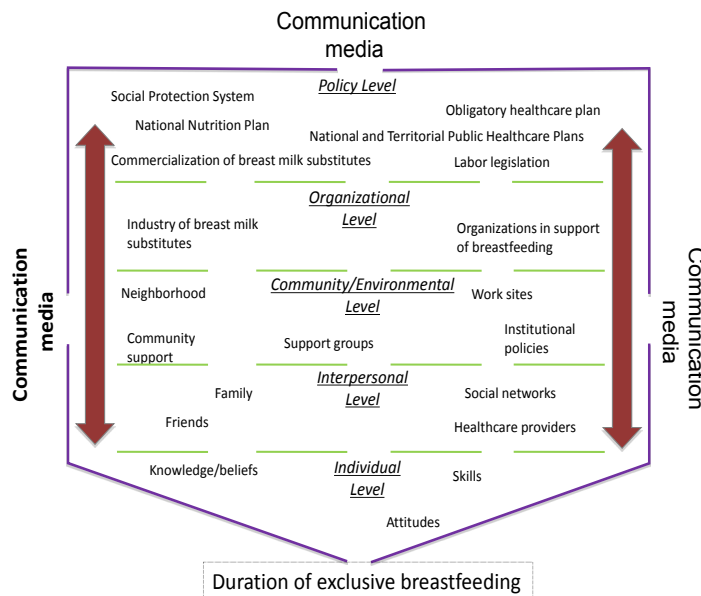 Communication
media
Policy Level
Social Protection System
Obligatory healthcare plan
National Nutrition Plan
National and Territorial Public Healthcare Plans
Commercialization of breast milk substitutes
Labor legislation
Organizational
Level
Industry of breast milk
substitutes
Organizations in support
of breastfeeding
Community/Environmental
Level
Neighborhood
Work sites
Community
support
Support groups
Institutional
policies
Interpersonal
Level
Family
Social networks
Friends
Healthcare providers
Individual
Level
Knowledge/beliefs
Skills
Attitudes
Communication
media
Communication
media
Duration of exclusive breastfeeding